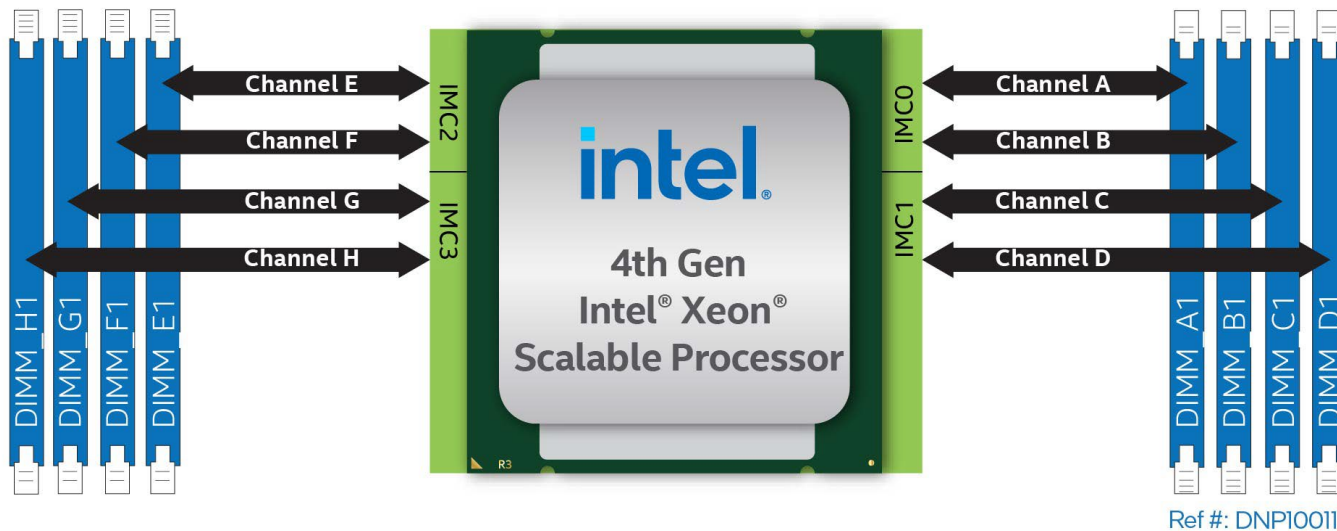 Channel E
Channel F
Channel G
Channel H
IMC2
IMC3
DIMM_H1
DIMM_G1
DIMM_F1
DIMM_E1
intel®
4th Gen
Intel® Xeon®
Scalable Processor
R3
IMC0
IMC1
Channel A
Channel B
Channel C
Channel D
DIMM_A1
DIMM_B1
DIMM_C1
DIMM_D1
Ref #: DNP10011